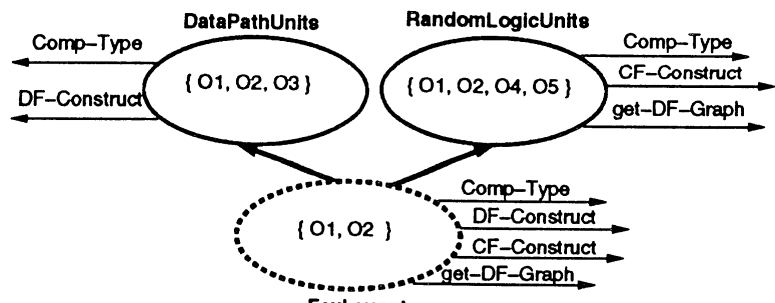 DataPathUnits
RandomLogicUnits
Comp-Type
DF-Construct
{ O1, O2, O3 }
{ O1, O2, O4, O5 }
Comp-Type
CF-Construct
get-DF-Graph
{ O1, O2 }
Comp-Type
DF-Construct
CF-Construct
get-DF-Graph